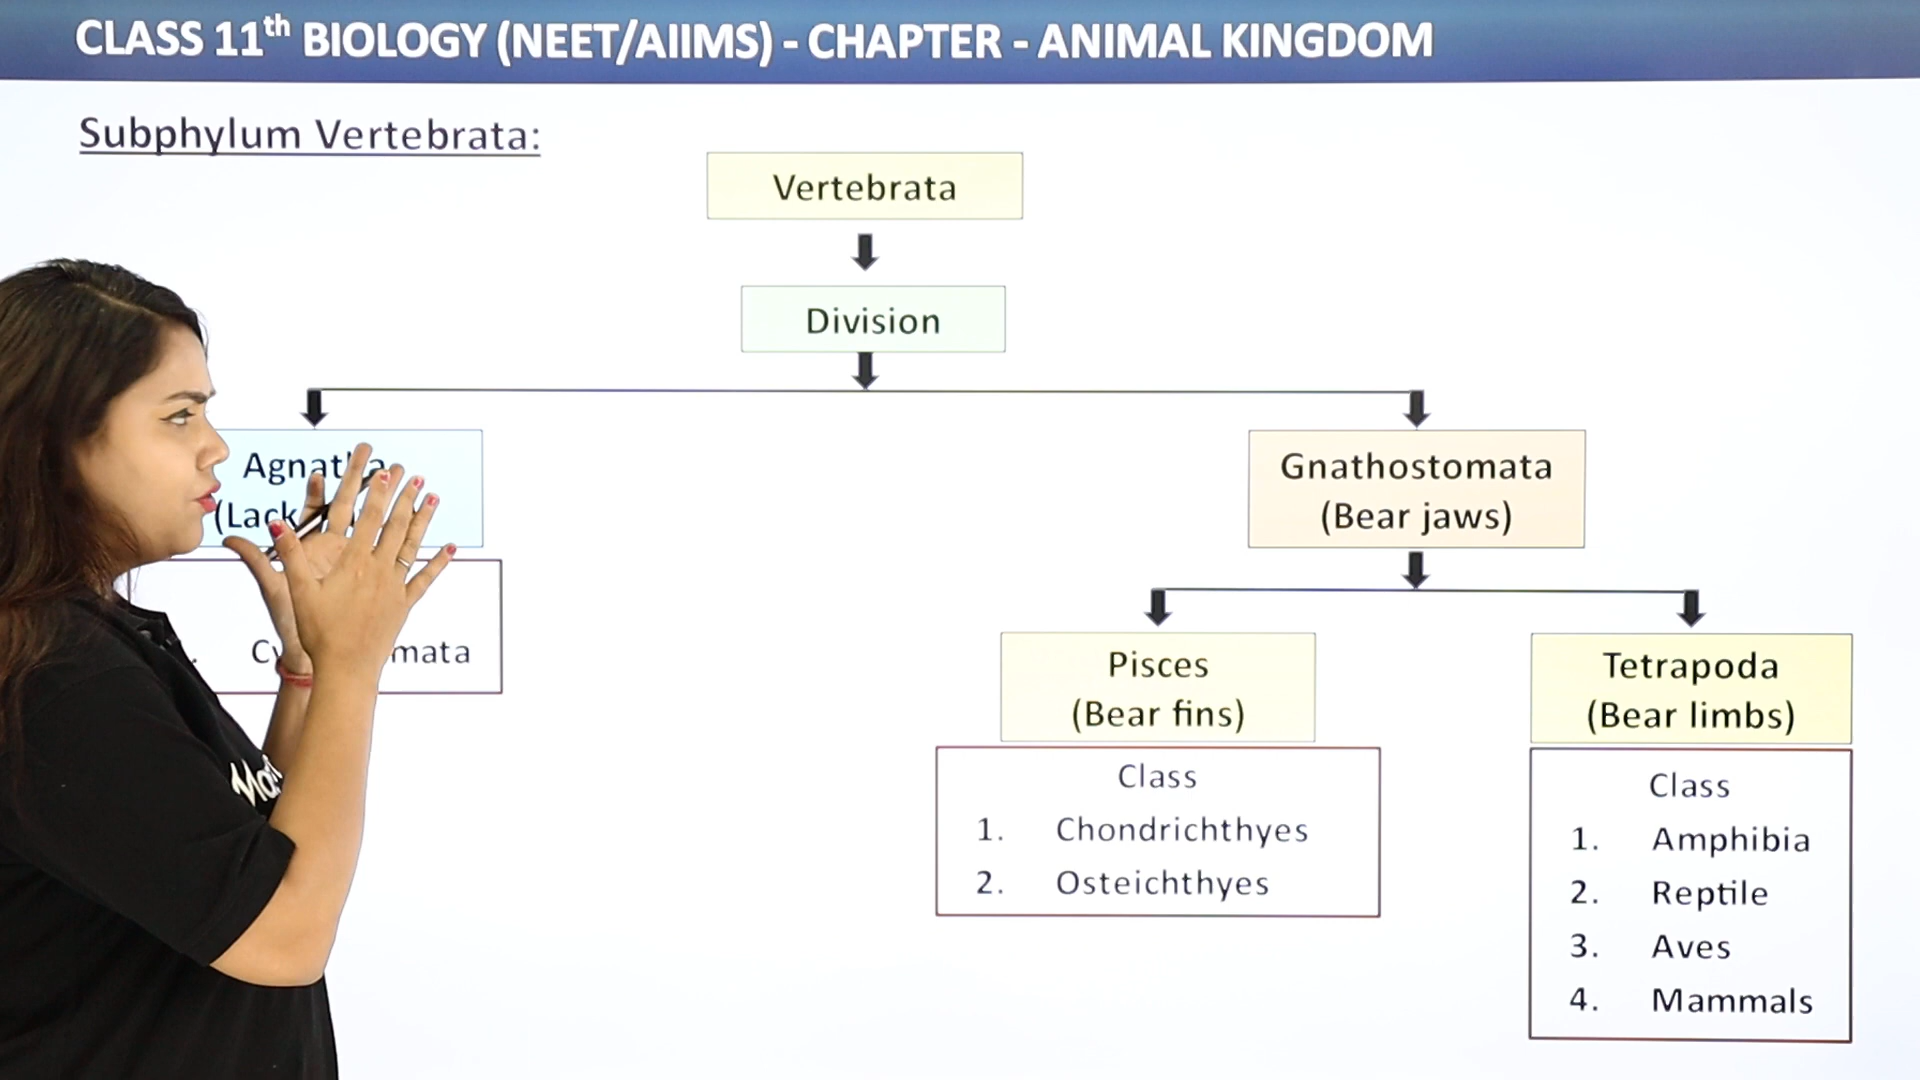 CLASS 11th BIOLOGY (NEET/AIIMS) - CHAPTER - ANIMAL KINGDOM
Subphylum Vertebrata:
Vertebrata
Division
Gnathostomata
(Bear jaws)
(Lack
Pisces
(Bear fins)
Tetrapoda
(Bear limbs)
Class
1. Chondrichthyes
2. Osteichthyes
Class
1. Amphibia
2. Reptile
3. Aves
4. Mammals